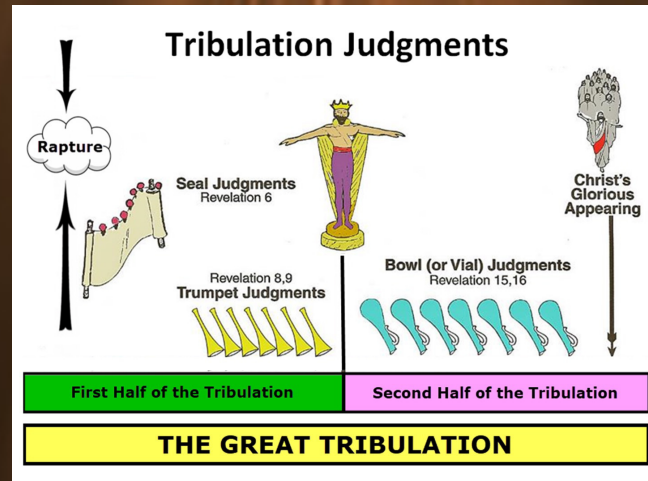 Tribulation Judgments
Rapture
Seal Judgments
Revelation 6
Christ's
Glorious
Appearing
Revelation 8,9
Trumpet Judgments
Bowl (or Vial) Judgments
Revelation 15,16
First Half of the Tribulation
Second Half of the Tribulation
THE GREAT TRIBULATION